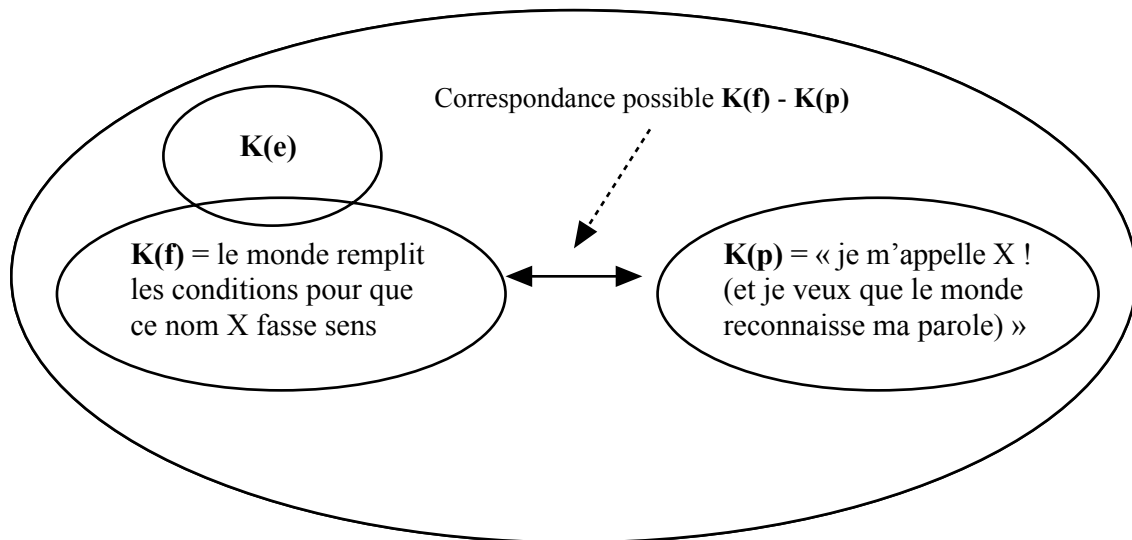 Correspondance possible K(f) - K(p)
K(e)
K(f) = le monde remplit
les conditions pour que
ce nom X fasse sens
K(p) = « je m’appelle X !
(et je veux que le monde
reconnaisse ma parole) »